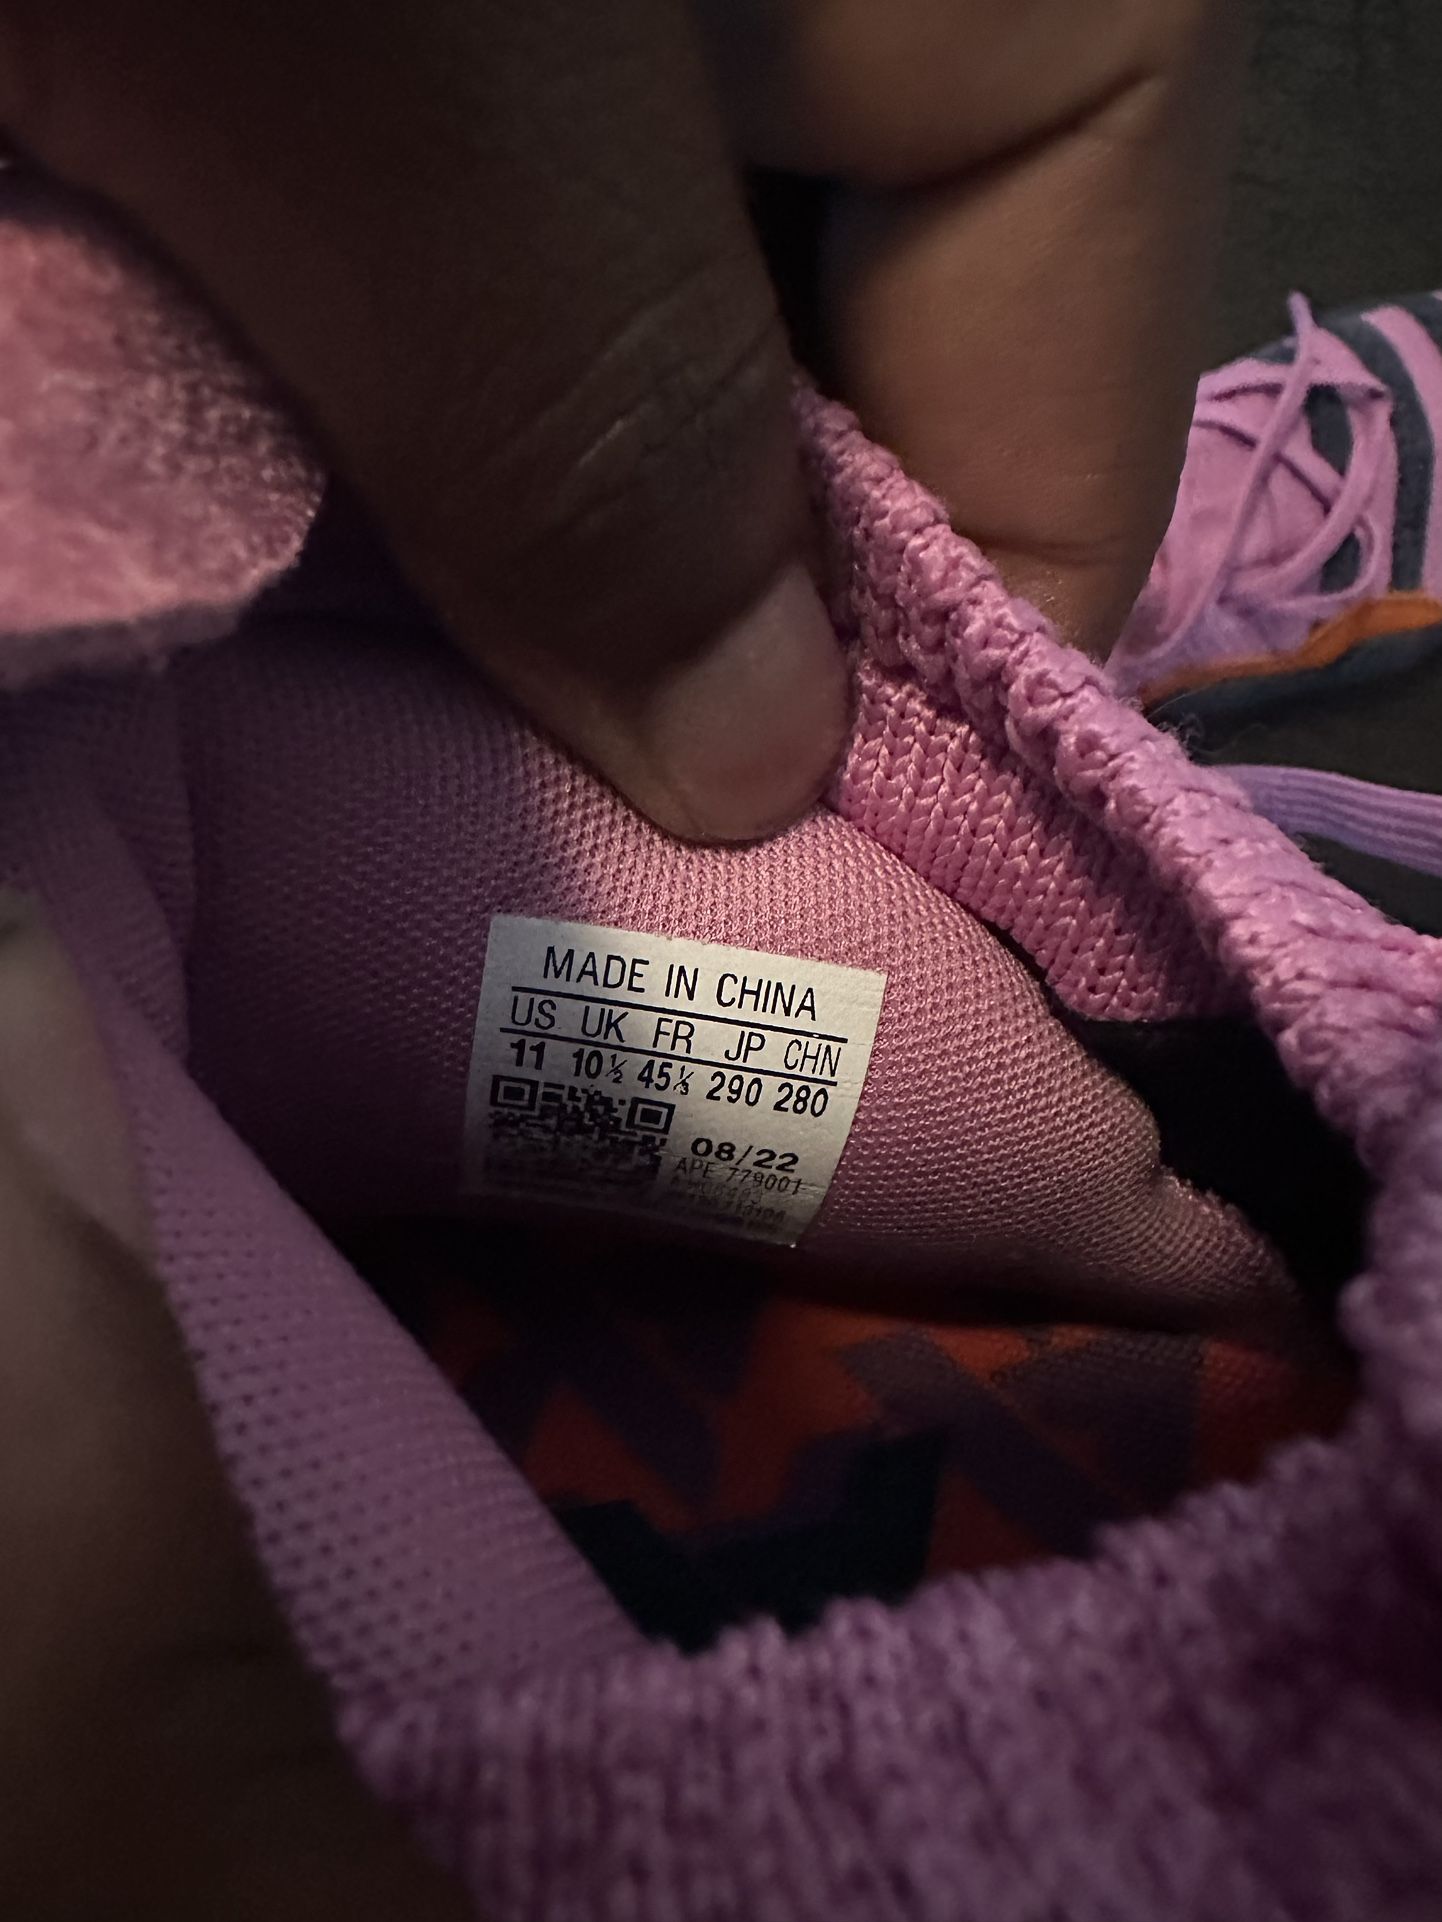 MADE IN CHINA
US UK FR JP CHN
11 10½ 45⅓ 290 280
08/22
APE 779001